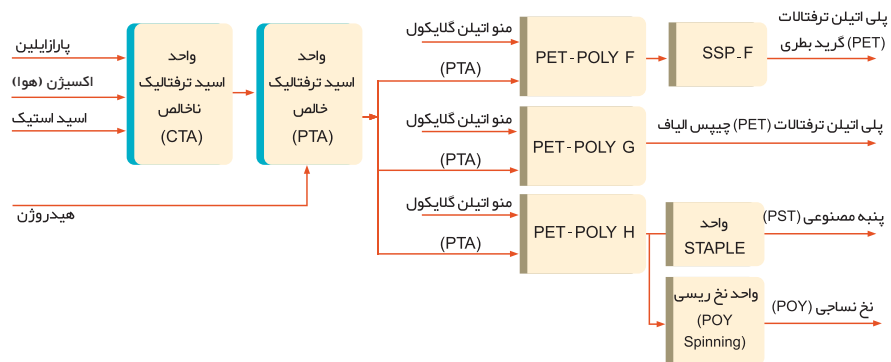 پارازایلین
اکسیژن (هوا)
اسید استیک
هیدروژن
واحد
اسید ترفتالیک
ناخالص
(CTA)
واحد
اسید ترفتالیک
خالص
(PTA)
منو اتیلن گلایکول
(PTA)
PET-POLY F
SSP-F
پلی اتیلن ترفتالات
(PET) گرید بطری
منو اتیلن گلایکول
(PTA)
PET-POLY G
پلی اتیلن ترفتالات (PET) چیپس الیاف
منو اتیلن گلایکول
(PTA)
PET-POLY H
واحد
STAPLE
پنبه مصنوعی (PST)
واحد نخ ریسی
(POY
Spinning)
نخ نساجی (POY)